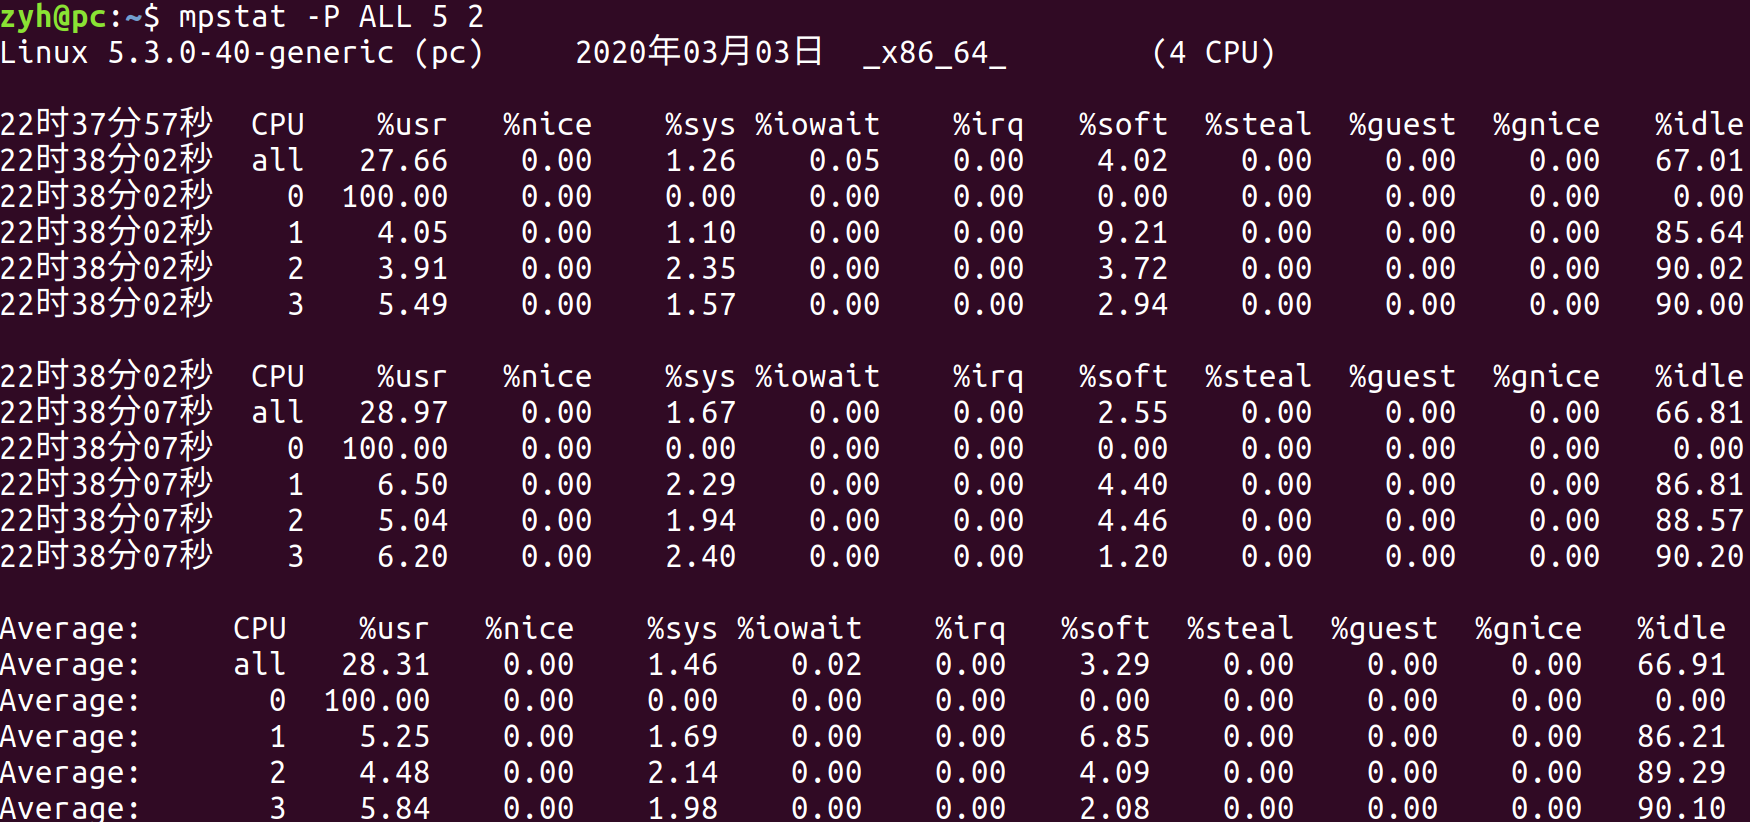 zyh@pc:~$ mpstat -P ALL 5 2
Linux 5.3.0-40-generic (pc) 	2020年03月03日 	_x86_64_	(4 CPU)

22时37分57秒  CPU    %usr   %nice    %sys %iowait    %irq   %soft  %steal  %guest  %gnice   %idle
22时38分02秒  all   27.66    0.00    1.26    0.05    0.00    4.02    0.00    0.00    0.00   67.01
22时38分02秒    0  100.00    0.00    0.00    0.00    0.00    0.00    0.00    0.00    0.00    0.00
22时38分02秒    1    4.05    0.00    1.10    0.00    0.00    9.21    0.00    0.00    0.00   85.64
22时38分02秒    2    3.91    0.00    2.35    0.00    0.00    3.72    0.00    0.00    0.00   90.02
22时38分02秒    3    5.49    0.00    1.57    0.00    0.00    2.94    0.00    0.00    0.00   90.00

22时38分02秒  CPU    %usr   %nice    %sys %iowait    %irq   %soft  %steal  %guest  %gnice   %idle
22时38分07秒  all   28.97    0.00    1.67    0.00    0.00    2.55    0.00    0.00    0.00   66.81
22时38分07秒    0  100.00    0.00    0.00    0.00    0.00    0.00    0.00    0.00    0.00    0.00
22时38分07秒    1    6.50    0.00    2.29    0.00    0.00    4.40    0.00    0.00    0.00   86.81
22时38分07秒    2    5.04    0.00    1.94    0.00    0.00    4.46    0.00    0.00    0.00   88.57
22时38分07秒    3    6.20    0.00    2.40    0.00    0.00    1.20    0.00    0.00    0.00   90.20

Average:     CPU    %usr   %nice    %sys %iowait    %irq   %soft  %steal  %guest  %gnice   %idle
Average:     all   28.31    0.00    1.46    0.02    0.00    3.29    0.00    0.00    0.00   66.91
Average:       0  100.00    0.00    0.00    0.00    0.00    0.00    0.00    0.00    0.00    0.00
Average:       1    5.25    0.00    1.69    0.00    0.00    6.85    0.00    0.00    0.00   86.21
Average:       2    4.48    0.00    2.14    0.00    0.00    4.09    0.00    0.00    0.00   89.29
Average:       3    5.84    0.00    1.98    0.00    0.00    2.08    0.00    0.00    0.00   90.10